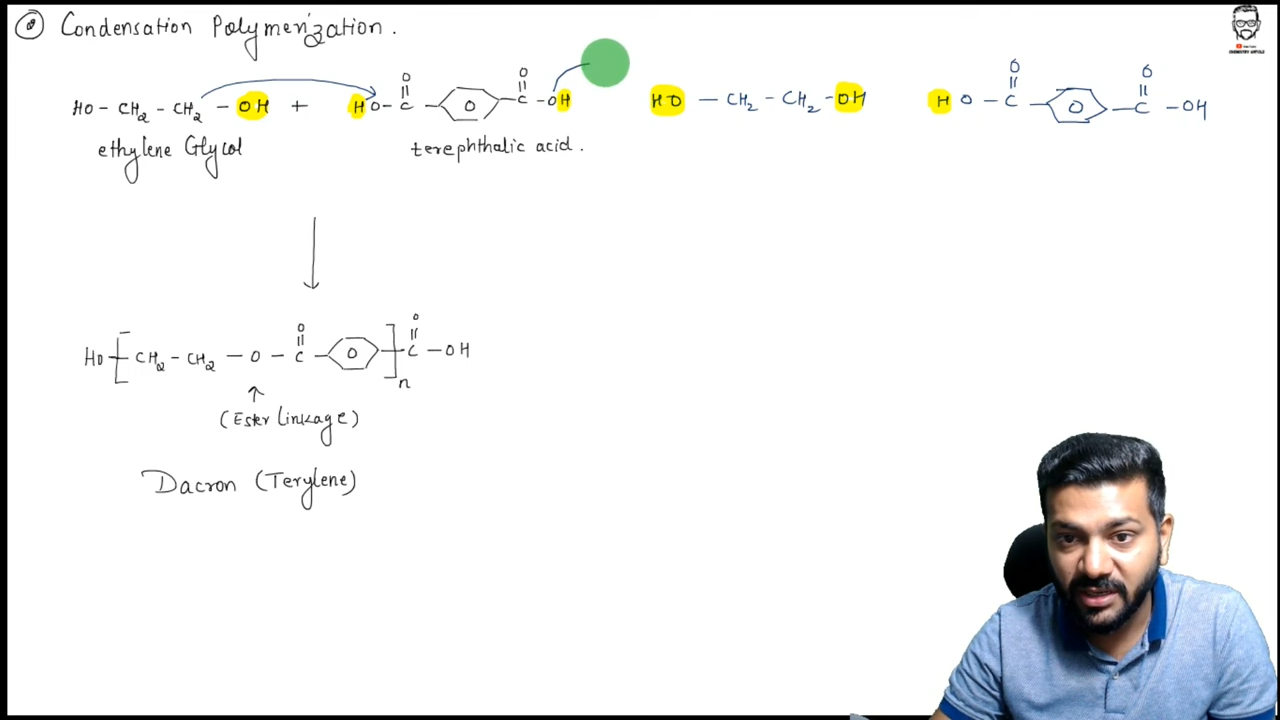 Condensation Polymerization.
O O O O
HO - CH2 - CH2 - OH + HO - C - C - OH HO - CH2 - CH2 - OH HO - C - C - OH
ethylene Glycol terephthalic acid.
O O
HO [ CH2 - CH2 - O - C - ]n C - OH
(Ester linkage)
Dacron (Terylene)